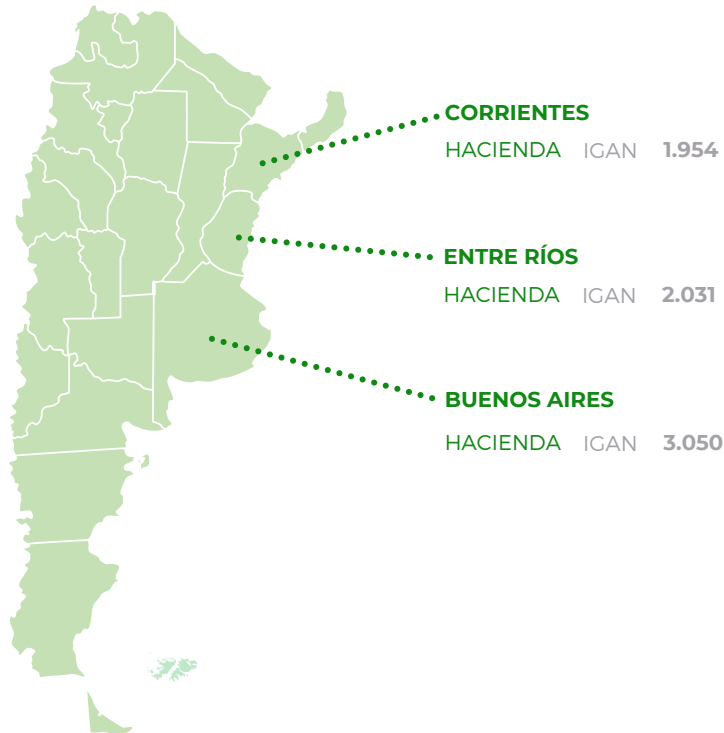 CORRIENTES
HACIENDA IGAN 1.954
ENTRE RÍOS
HACIENDA IGAN 2.031
BUENOS AIRES
HACIENDA IGAN 3.050